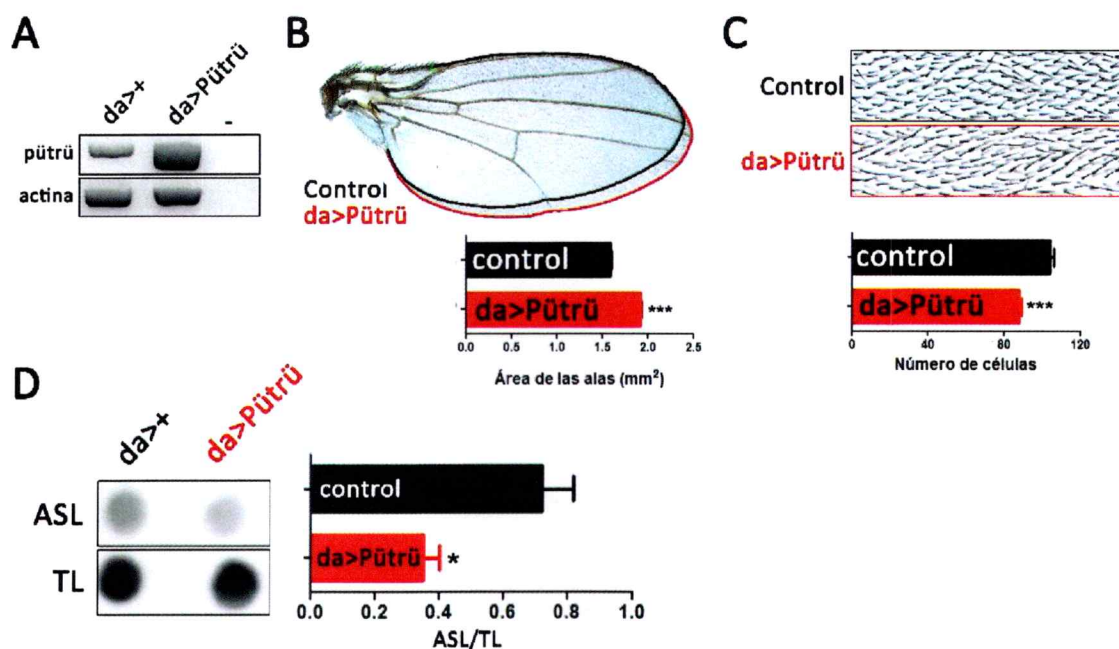 A
da>+ da>Pütrü -
pütrü
actina
B
Control
da>Pütrü
control
da>Pütrü ***
0.0 0.5 1.0 1.5 2.0 2.5
Área de las alas (mm²)
C
Control
da>Pütrü
control
da>Pütrü ***
0 40 80 120
Número de células
D
da>+ da>Pütrü
ASL
TL
control
da>Pütrü *
0.0 0.2 0.4 0.6 0.8 1.0
ASL/TL